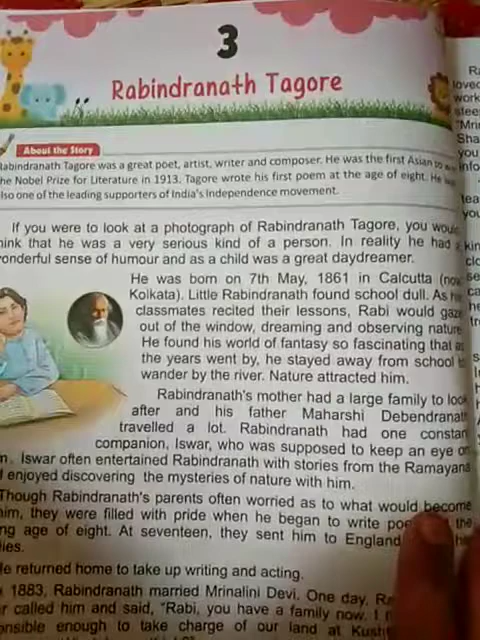 3
Rabindranath Tagore
About the Story
Rabindranath Tagore was a great poet, artist, writer and composer. He was the first Asian to
he Nobel Prize for Literature in 1913. Tagore wrote his first poem at the age of eight. He
lso one of the leading supporters of India's Independence movement.
If you were to look at a photograph of Rabindranath Tagore, you would
hink that he was a very serious kind of a person. In reality he had a
onderful sense of humour and as a child was a great daydreamer.
He was born on 7th May, 1861 in Calcutta (now
Kolkata). Little Rabindranath found school dull. As his
classmates recited their lessons, Rabi would gaze
out of the window, dreaming and observing nature
He found his world of fantasy so fascinating that as
the years went by, he stayed away from school to
wander by the river. Nature attracted him.
Rabindranath's mother had a large family to look
after and his father Maharshi Debendranath
travelled a lot. Rabindranath had one constan
companion, Iswar, who was supposed to keep an eye on
m. Iswar often entertained Rabindranath with stories from the Ramayana
enjoyed discovering the mysteries of nature with him.
Though Rabindranath's parents often worried as to what would become
him, they were filled with pride when he began to write the
ng age of eight. At seventeen, they sent him to England
ies.
He returned home to take up writing and acting.
1883, Rabindranath married Mrinalini Devi. One day,
r called him and said, "Rabi, you have a family now. I
onsible enough to take charge of our land at